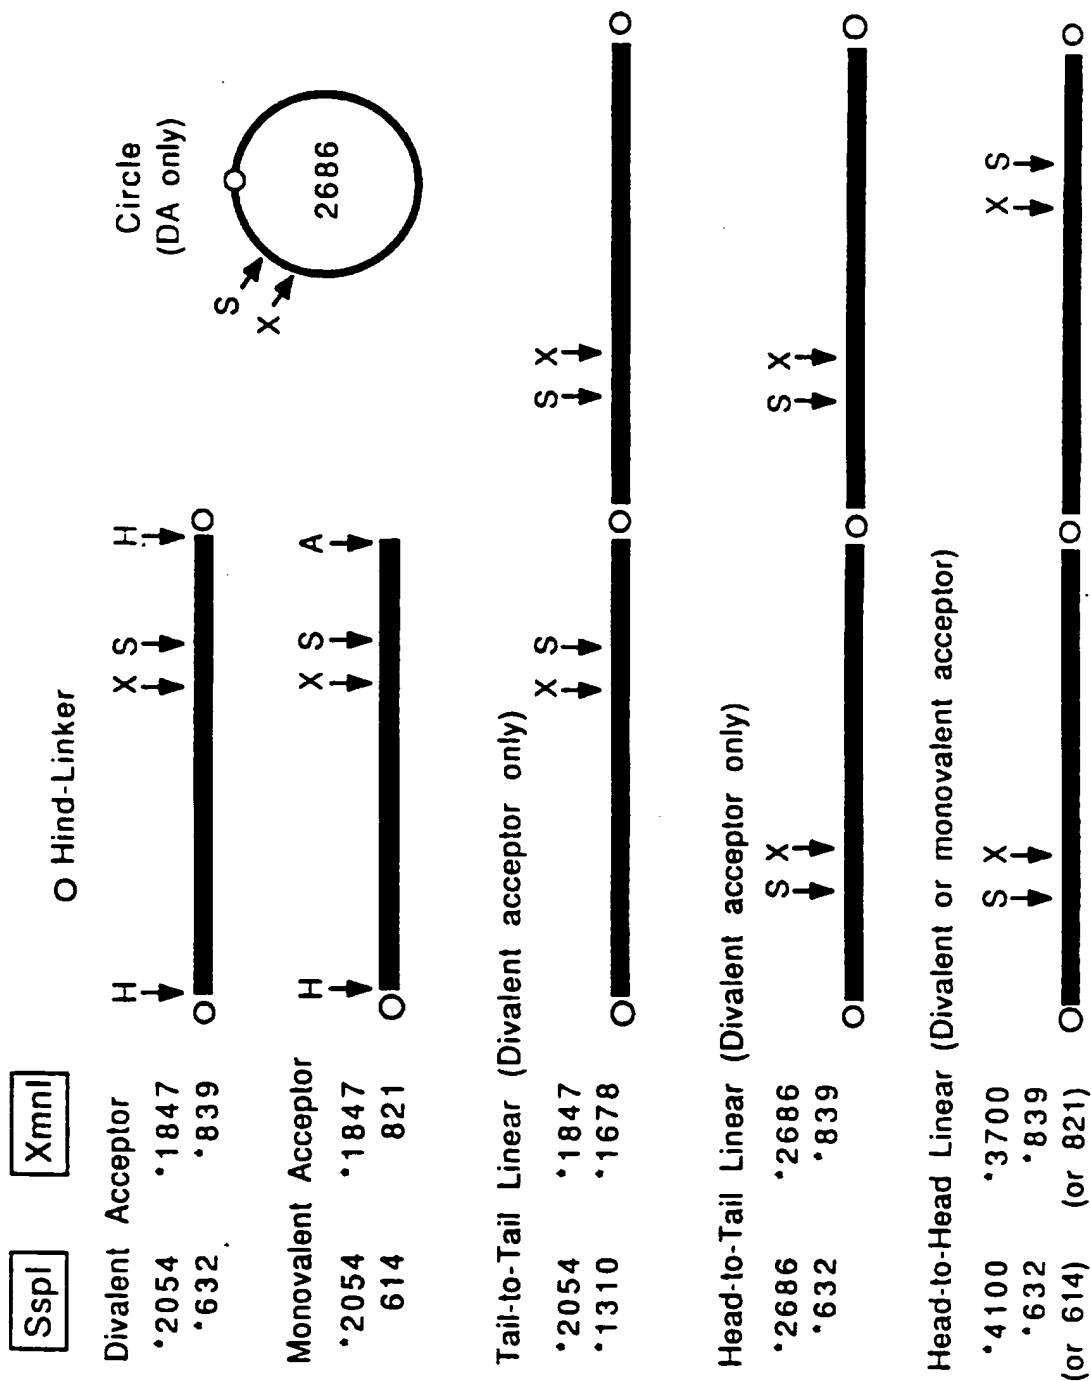 SspI XmnI
O Hind-Linker
Circle
(DA only)
2686
S
X
Divalent Acceptor
*2054 *1847
*632 *839
H X S H
Monovalent Acceptor
*2054 *1847
614 821
H X S A
Tail-to-Tail Linear (Divalent acceptor only)
*2054 *1847
*1310 *1678
X S S X
Head-to-Tail Linear (Divalent acceptor only)
*2686 *2686
*632 *839
S X S X
Head-to-Head Linear (Divalent or monovalent acceptor)
*4100 *3700
*632 *839
(or 614) (or 821)
S X X S